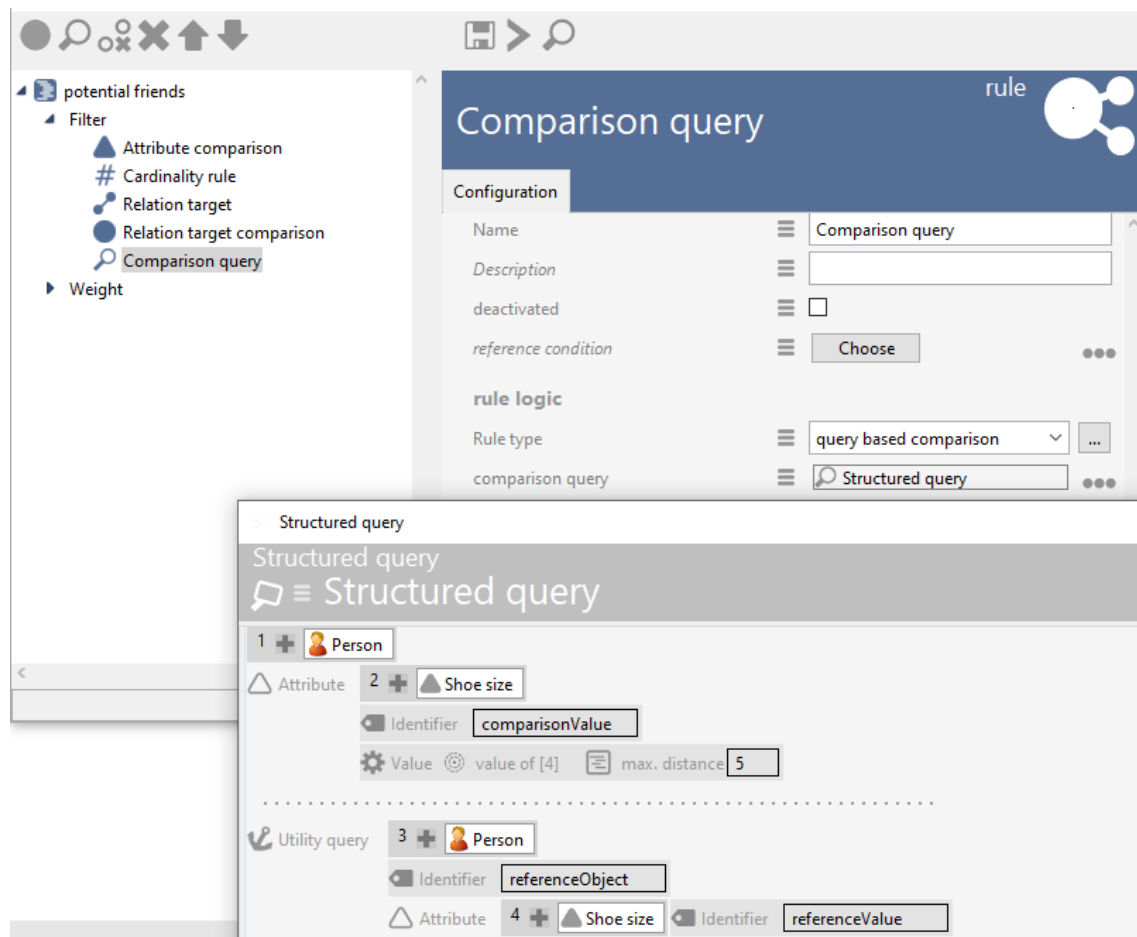 potential friends
Filter
Attribute comparison
# Cardinality rule
Relation target
Relation target comparison
Comparison query
Weight
rule
Comparison query
Configuration
Name Comparison query
Description
deactivated
reference condition Choose
rule logic
Rule type query based comparison ...
comparison query Structured query
Structured query
Structured query
Structured query
1 Person
Attribute 2 Shoe size
Identifier comparisonValue
Value value of [4] max. distance 5
Utility query 3 Person
Identifier referenceObject
Attribute 4 Shoe size Identifier referenceValue